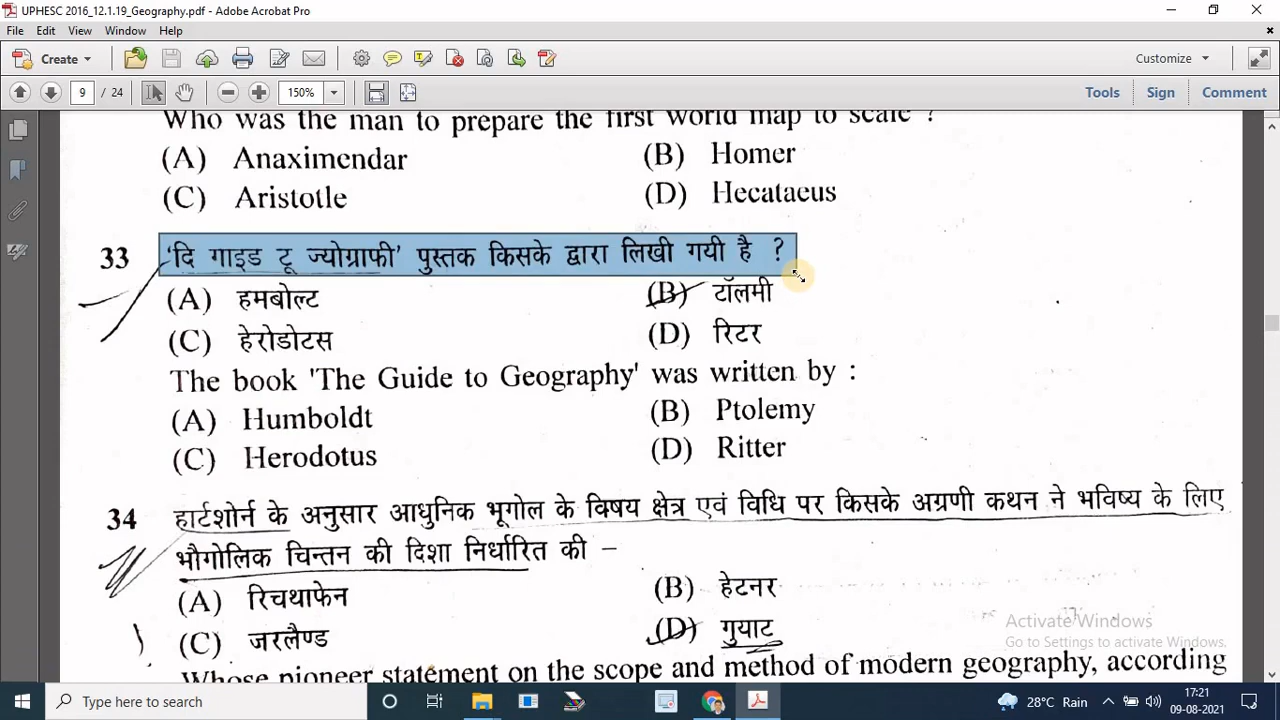 UPHESC 2016_12.1.19_Geography.pdf - Adobe Acrobat Pro
File Edit View Window Help
Create Customize
9 / 24 150% Tools Sign Comment
Who was the man to prepare the first world map to scale ?
(A) Anaximendar (B) Homer
(C) Aristotle (D) Hecataeus
33 'दि गाइड टू ज्योग्राफी' पुस्तक किसके द्वारा लिखी गयी है ?
(A) हमबोल्ट (B) टॉलमी
(C) हेरोडोटस (D) रिटर
The book 'The Guide to Geography' was written by :
(A) Humboldt (B) Ptolemy
(C) Herodotus (D) Ritter
34 हार्टशोर्न के अनुसार आधुनिक भूगोल के विषय क्षेत्र एवं विधि पर किसके अग्रणी कथन ने भविष्य के लिए
भौगोलिक चिन्तन की दिशा निर्धारित की –
(A) रिचथाफेन (B) हेटनर
(C) जरलैण्ड (D) गुयाट
Activate Windows
Go to Settings to activate Windows.
Whose pioneer statement on the scope and method of modern geography, according
Type here to search 28°C Rain 17:21
09-08-2021